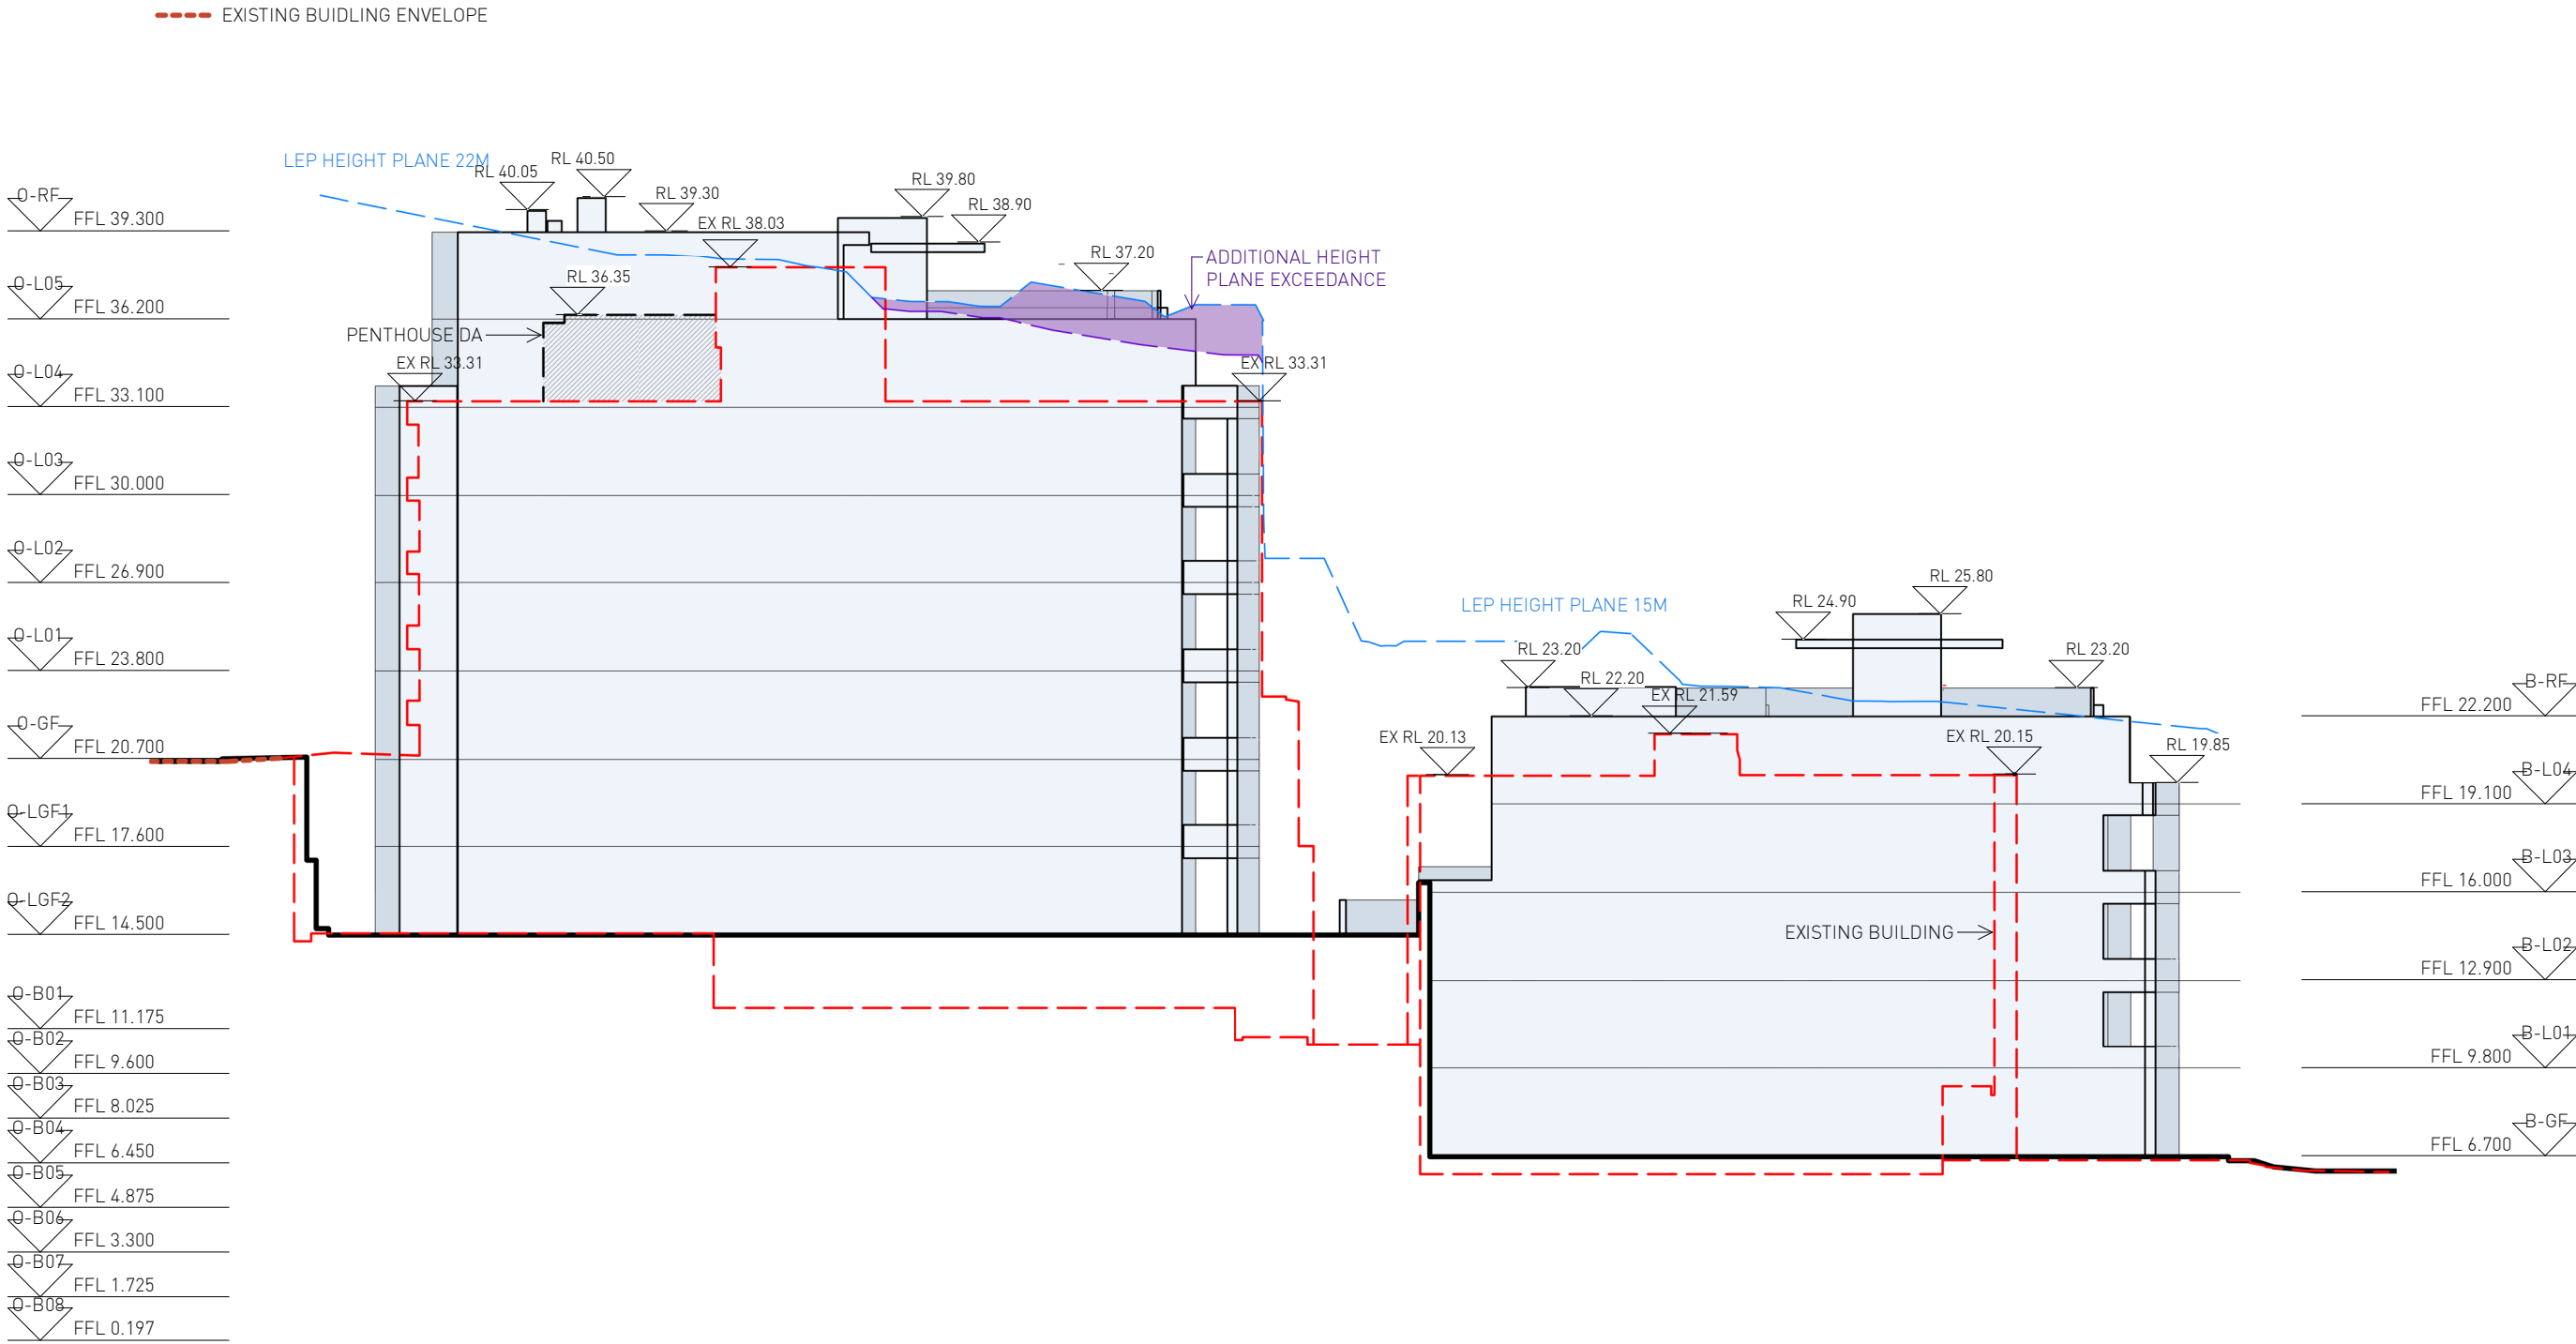 EXISTING BUIDLING ENVELOPE
LEP HEIGHT PLANE 22M
RL 40.05
RL 40.50
RL 39.30
EX RL 38.03
RL 39.80
RL 38.90
RL 37.20
ADDITIONAL HEIGHT
PLANE EXCEEDANCE
RL 36.35
PENTHOUSE DA
EX RL 33.31
EX RL 33.31
O-RF
FFL 39.300
O-L05
FFL 36.200
O-L04
FFL 33.100
O-L03
FFL 30.000
O-L02
FFL 26.900
O-L01
FFL 23.800
O-GF
FFL 20.700
O-LGF1
FFL 17.600
O-LGF2
FFL 14.500
O-B01
FFL 11.175
O-B02
FFL 9.600
O-B03
FFL 8.025
O-B04
FFL 6.450
O-B05
FFL 4.875
O-B06
FFL 3.300
O-B07
FFL 1.725
O-B08
FFL 0.197
LEP HEIGHT PLANE 15M
RL 25.80
RL 24.90
RL 23.20
RL 23.20
RL 22.20
EX RL 21.59
EX RL 20.13
EX RL 20.15
RL 19.85
EXISTING BUILDING
B-RF
FFL 22.200
B-L04
FFL 19.100
B-L03
FFL 16.000
B-L02
FFL 12.900
B-L01
FFL 9.800
B-GF
FFL 6.700